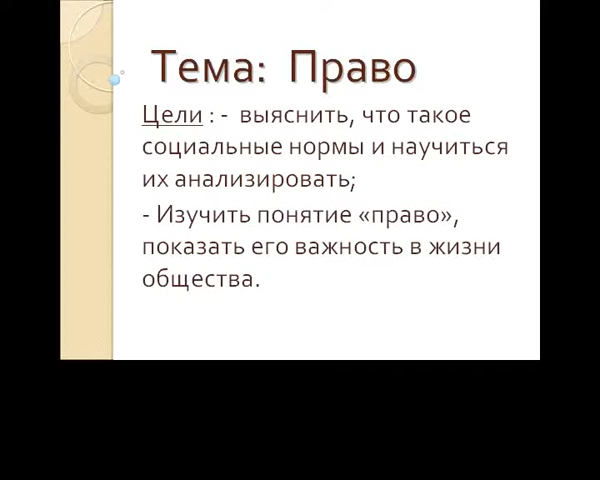 Тема: Право
Цели : - выяснить, что такое
социальные нормы и научиться
их анализировать;
- Изучить понятие «право»,
показать его важность в жизни
общества.